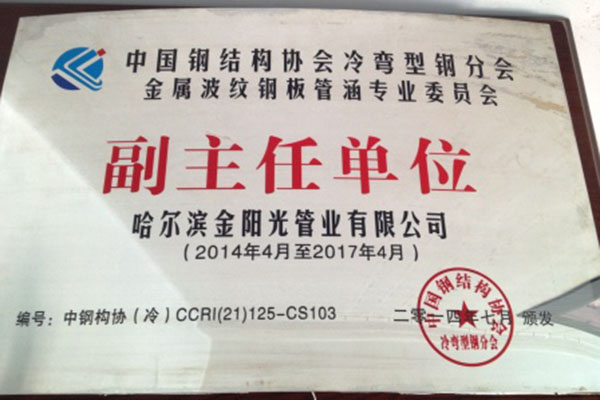 中国钢结构协会冷弯型钢分会
金属波纹钢板管涵专业委员会
副主任单位
哈尔滨金阳光管业有限公司
(2014年4月至2017年4月)
编号：中钢构协（冷）CCRI(21)125-CS103
二零一四年七月 颁发
中国钢结构协会
冷弯型钢分会